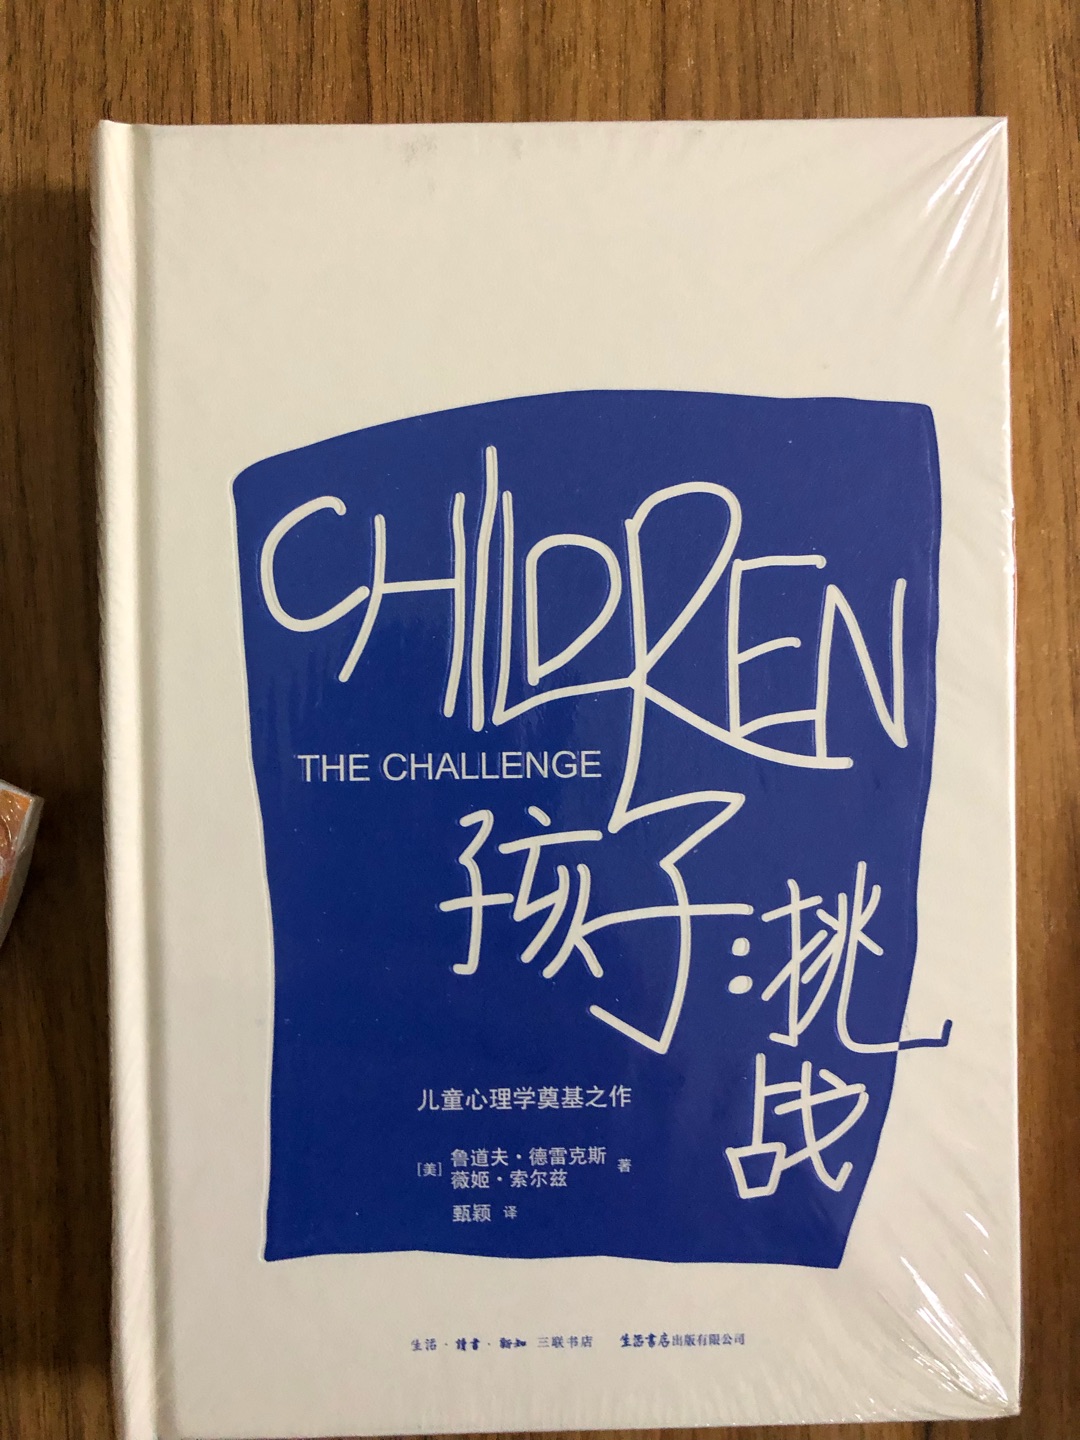 CHILDREN
THE CHALLENGE
孩子:挑
战
儿童心理学奠基之作
[美] 鲁道夫·德雷克斯 著
薇姬·索尔兹
甄颖 译
生活·讀書·新知 三联书店 生活書店出版有限公司